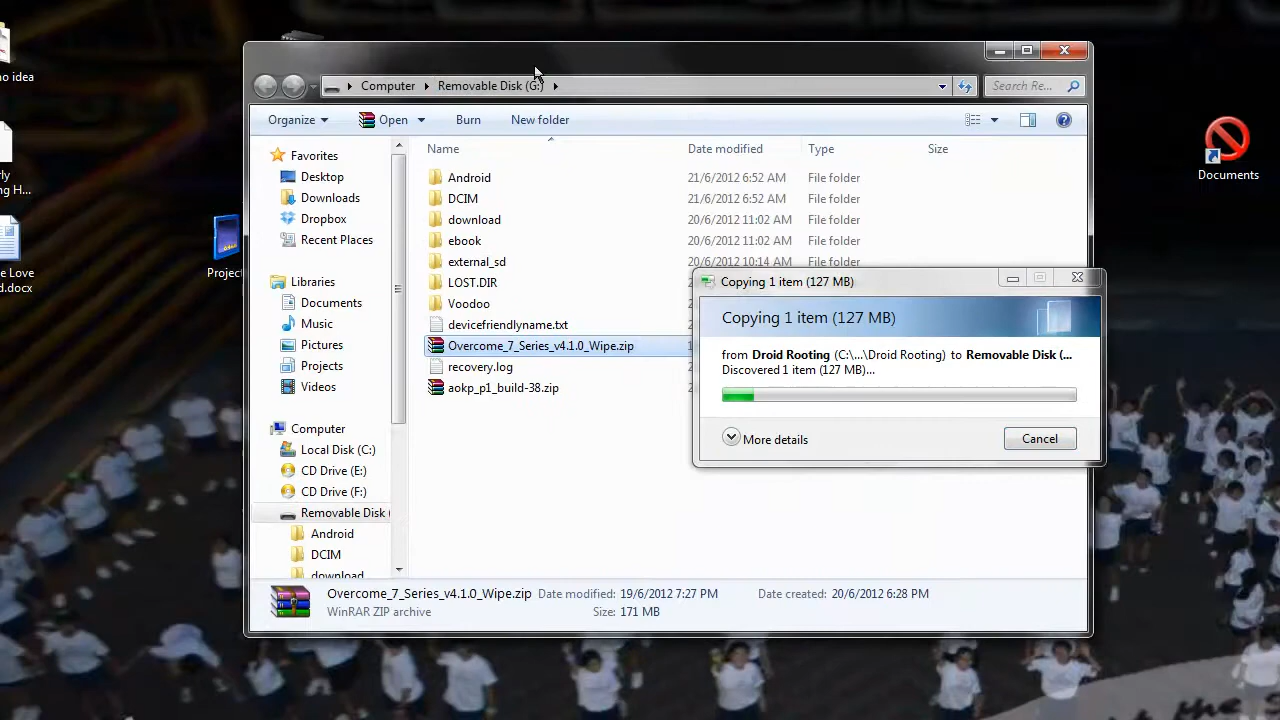 no idea
rly
ng H...
e Love
d.docx
Project
Documents
Computer
Removable Disk (G:)
Search Re...
Organize
Open
Burn
New folder
Name
Date modified
Type
Size
Favorites
Desktop
Downloads
Dropbox
Recent Places
Libraries
Documents
Music
Pictures
Projects
Videos
Computer
Local Disk (C:)
CD Drive (E:)
CD Drive (F:)
Removable Disk (
Android
DCIM
download
Android 21/6/2012 6:52 AM File folder
DCIM 21/6/2012 6:52 AM File folder
download 20/6/2012 11:02 AM File folder
ebook 20/6/2012 11:02 AM File folder
external_sd 20/6/2012 10:14 AM File folder
LOST.DIR
Voodoo
devicefriendlyname.txt
Overcome_7_Series_v4.1.0_Wipe.zip
recovery.log
aokp_p1_build-38.zip
Copying 1 item (127 MB)
Copying 1 item (127 MB)
from Droid Rooting (C:\...\Droid Rooting) to Removable Disk (...
Discovered 1 item (127 MB)...
More details
Cancel
Overcome_7_Series_v4.1.0_Wipe.zip Date modified: 19/6/2012 7:27 PM Date created: 20/6/2012 6:28 PM
WinRAR ZIP archive Size: 171 MB